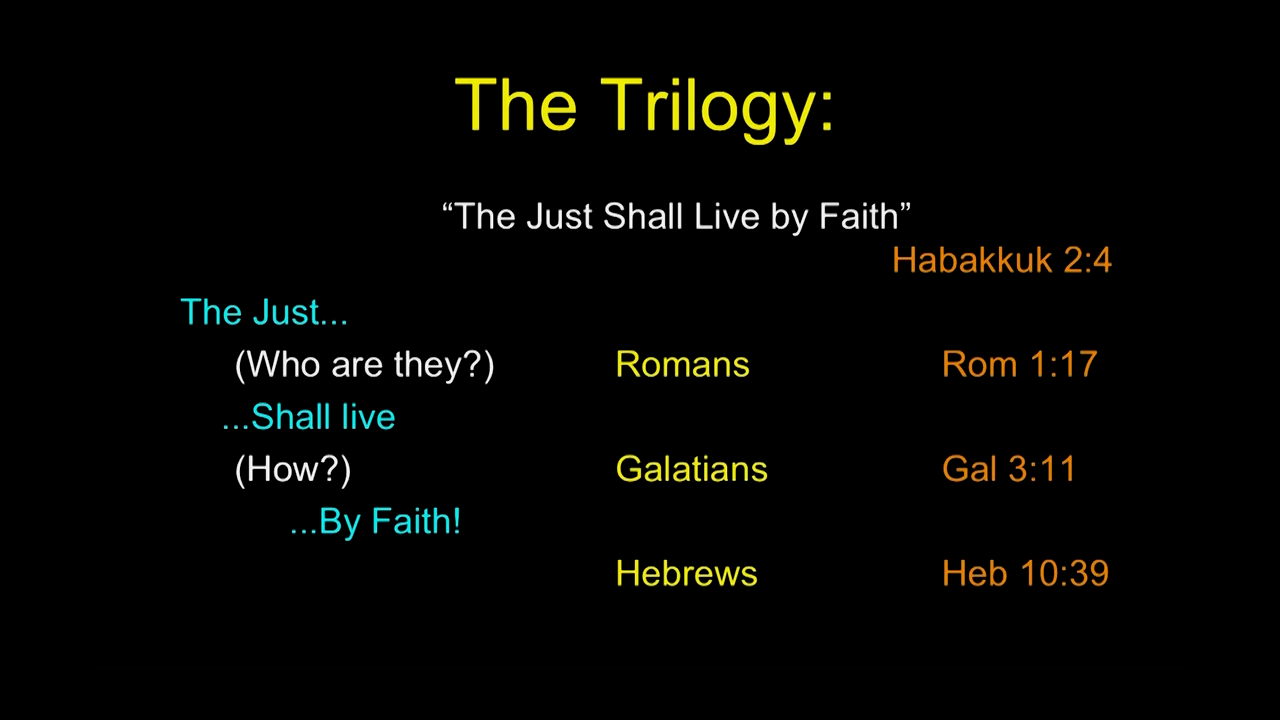 The Trilogy:
“The Just Shall Live by Faith”
Habakkuk 2:4
The Just...
(Who are they?) Romans Rom 1:17
...Shall live
(How?) Galatians Gal 3:11
...By Faith!
Hebrews Heb 10:39